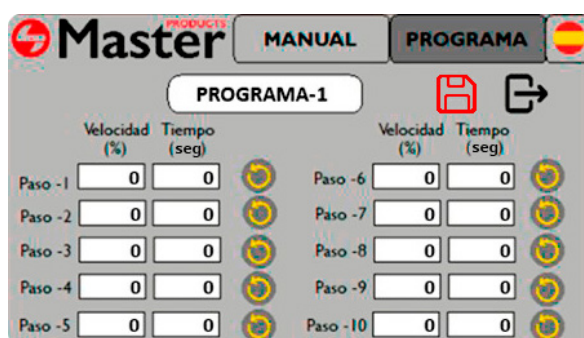 Master PRODUCTS MANUAL PROGRAMA
PROGRAMA-1
Velocidad (%) Tiempo (seg) Velocidad (%) Tiempo (seg)
Paso -1 0 0 Paso -6 0 0
Paso -2 0 0 Paso -7 0 0
Paso -3 0 0 Paso -8 0 0
Paso -4 0 0 Paso -9 0 0
Paso -5 0 0 Paso -10 0 0